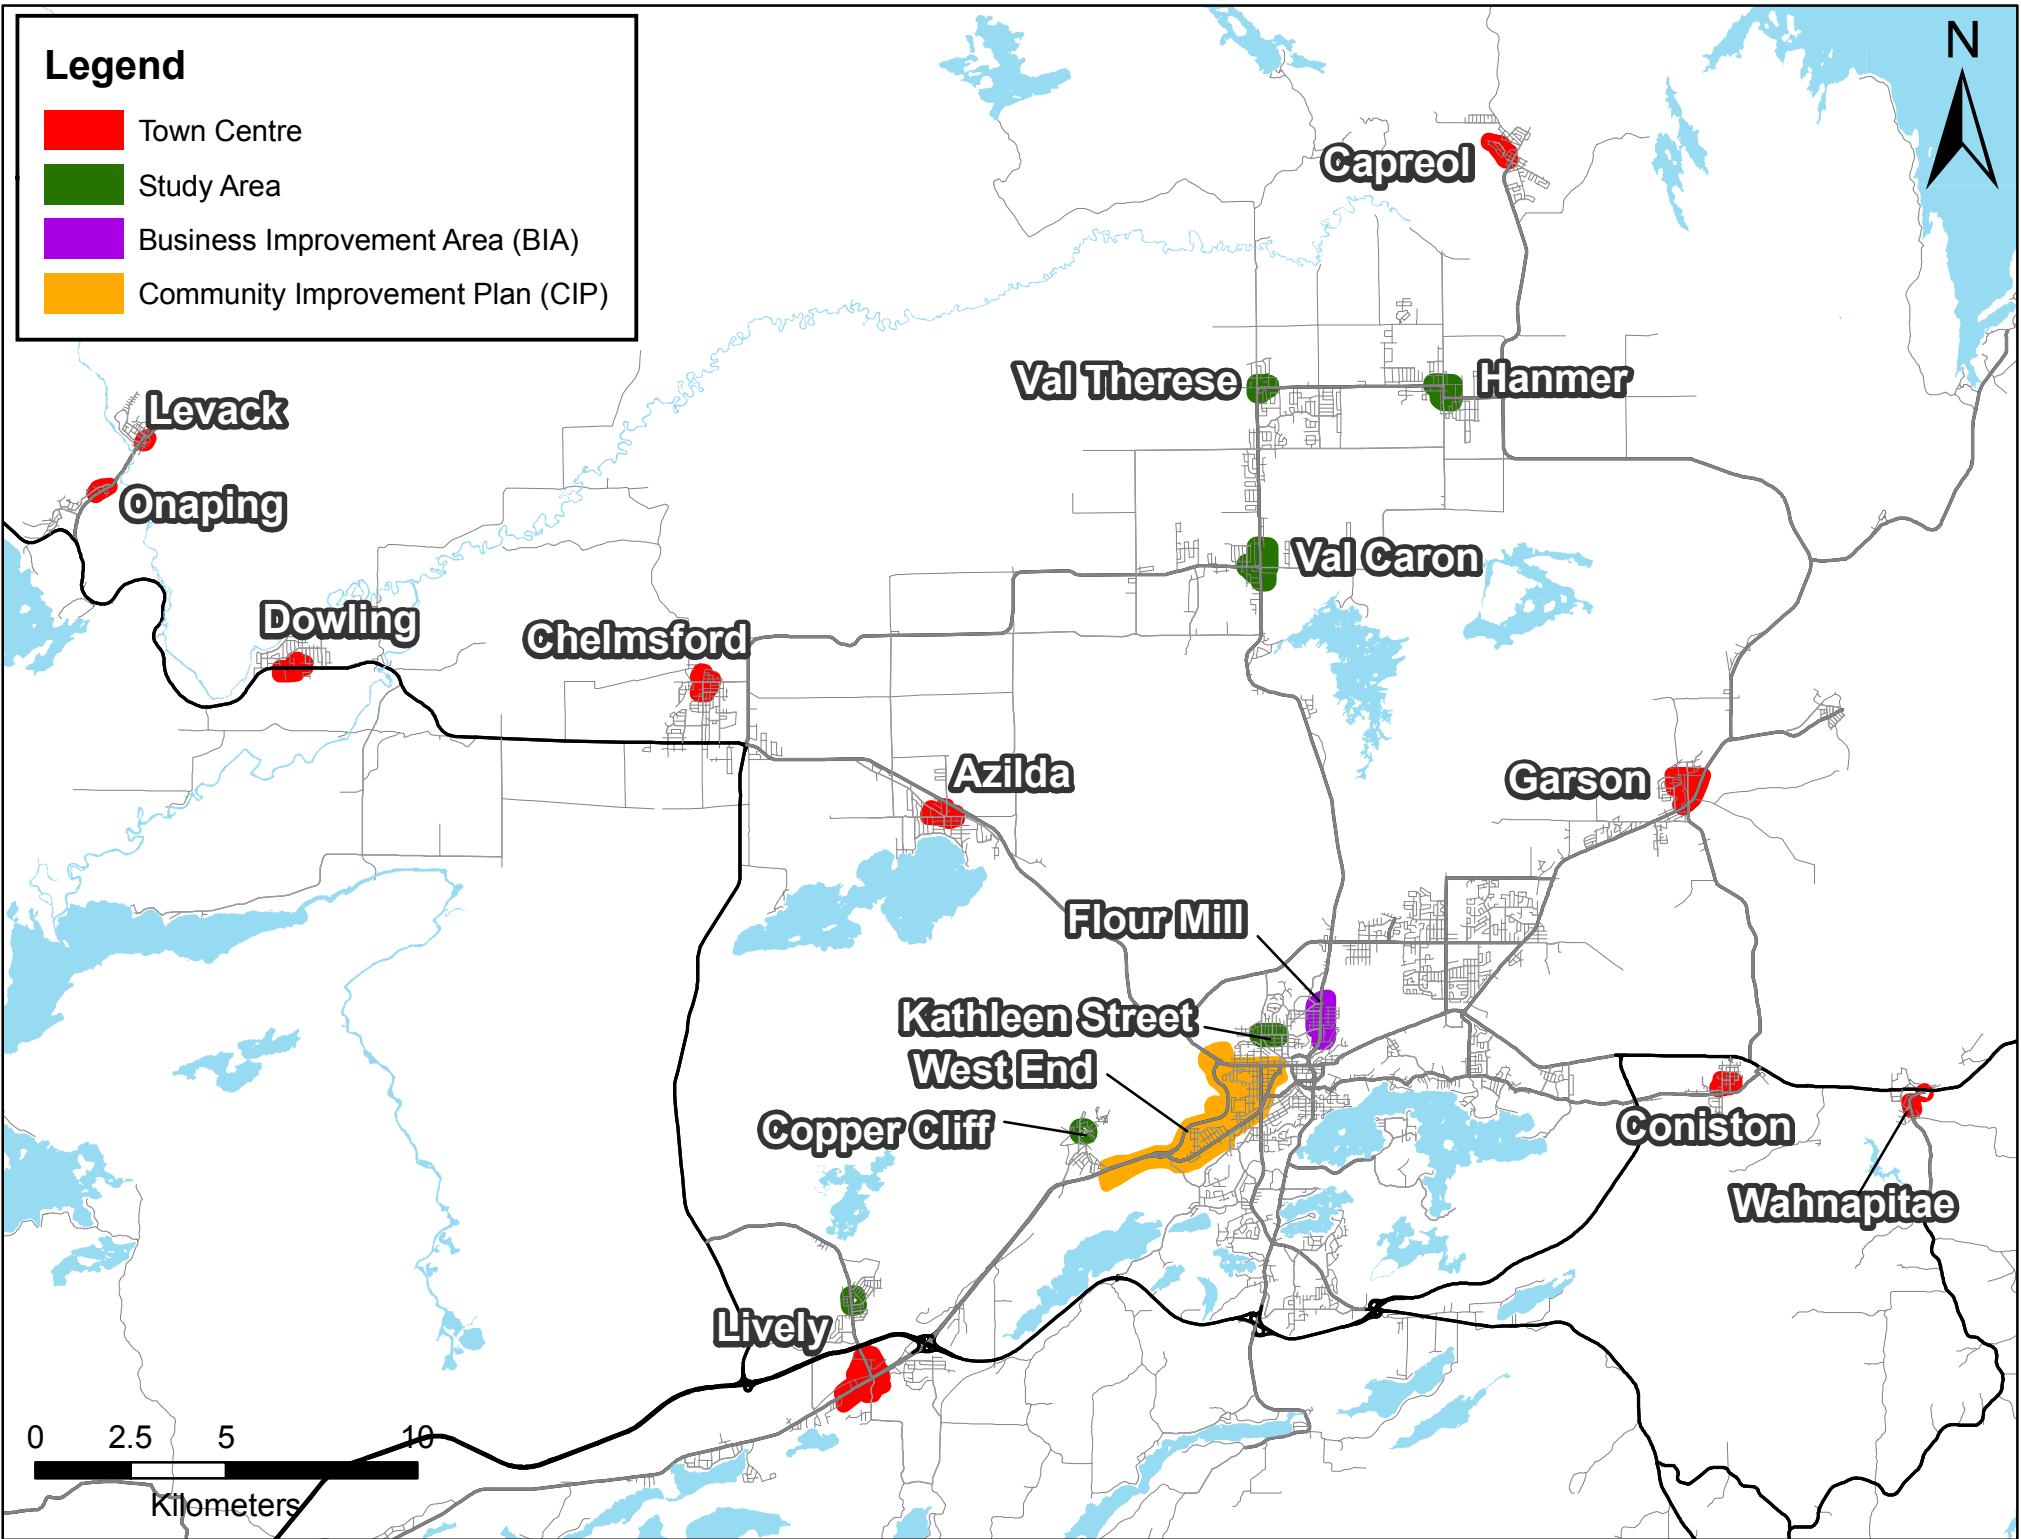 Legend
Town Centre
Study Area
Business Improvement Area (BIA)
Community Improvement Plan (CIP)
N
Capreol
Val Therese
Hanmer
Levack
Onaping
Val Caron
Dowling
Chelmsford
Azilda
Garson
Flour Mill
Kathleen Street
West End
Copper Cliff
Coniston
Wahnapitae
Lively
0 2.5 5 10
Kilometers